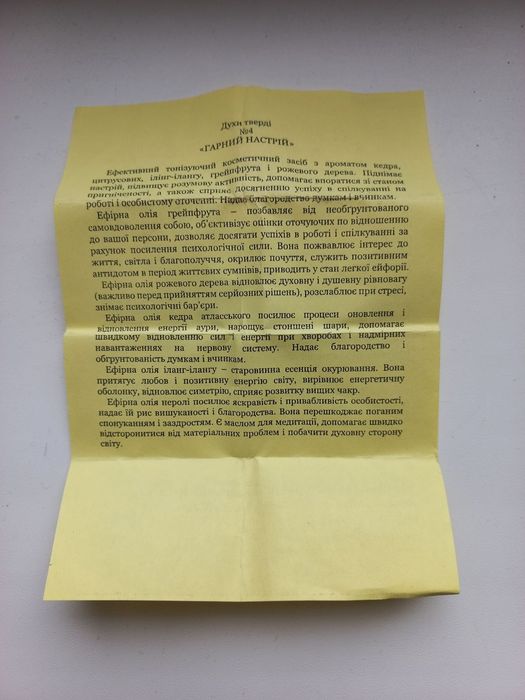 Духи тверді
№4
«ГАРНИЙ НАСТРІЙ»
Ефективний тонізуючий косметичний засіб з ароматом кедра,
цитрусових, іланг-ілангу, грейпфрута і рожевого дерева. Піднімає
настрій, підвищує розумову активність, допомагає впоратися зі станом
пригніченості, а також сприяє досягненню успіху в спілкуванні на
роботі і особистому оточенні. Надає благородство думкам і вчинкам.
Ефірна олія грейпфрута – позбавляє від необґрунтованого
самовдоволення собою, об'єктивізує оцінки оточуючих по відношенню
до вашої персони, дозволяє досягати успіхів в роботі і спілкуванні за
рахунок посилення психологічної сили. Вона пожвавлює інтерес до
життя, світла і благополуччя, окрилює почуття, служить позитивним
антидотом в період життєвих сумнівів, приводить у стан легкої ейфорії.
Ефірна олія рожевого дерева відновлює духовну і душевну рівновагу
(важливо перед прийняттям серйозних рішень), розслаблює при стресі,
знімає психологічні бар'єри.
Ефірна олія кедра атласького посилює процеси оновлення і
відновлення енергії аури, нарощує стоншені шари, допомагає
швидкому відновленню сил і енергії при хворобах і надмірних
навантаженнях на нервову систему. Надає благородство і
обґрунтованість думкам і вчинкам.
Ефірна олія іланг-ілангу – старовинна есенція окурювання. Вона
притягує любов і позитивну енергію світу, вирівнює енергетичну
оболонку, відновлює симетрію, сприяє розвитку вищих чакр.
Ефірна олія неролі посилює яскравість і привабливість особистості,
надає їй рис вишуканості і благородства. Вона перешкоджає поганим
спонуканням і заздростям. Є маслом для медитації, допомагає швидко
відсторонитися від матеріальних проблем і побачити духовну сторону
світу.